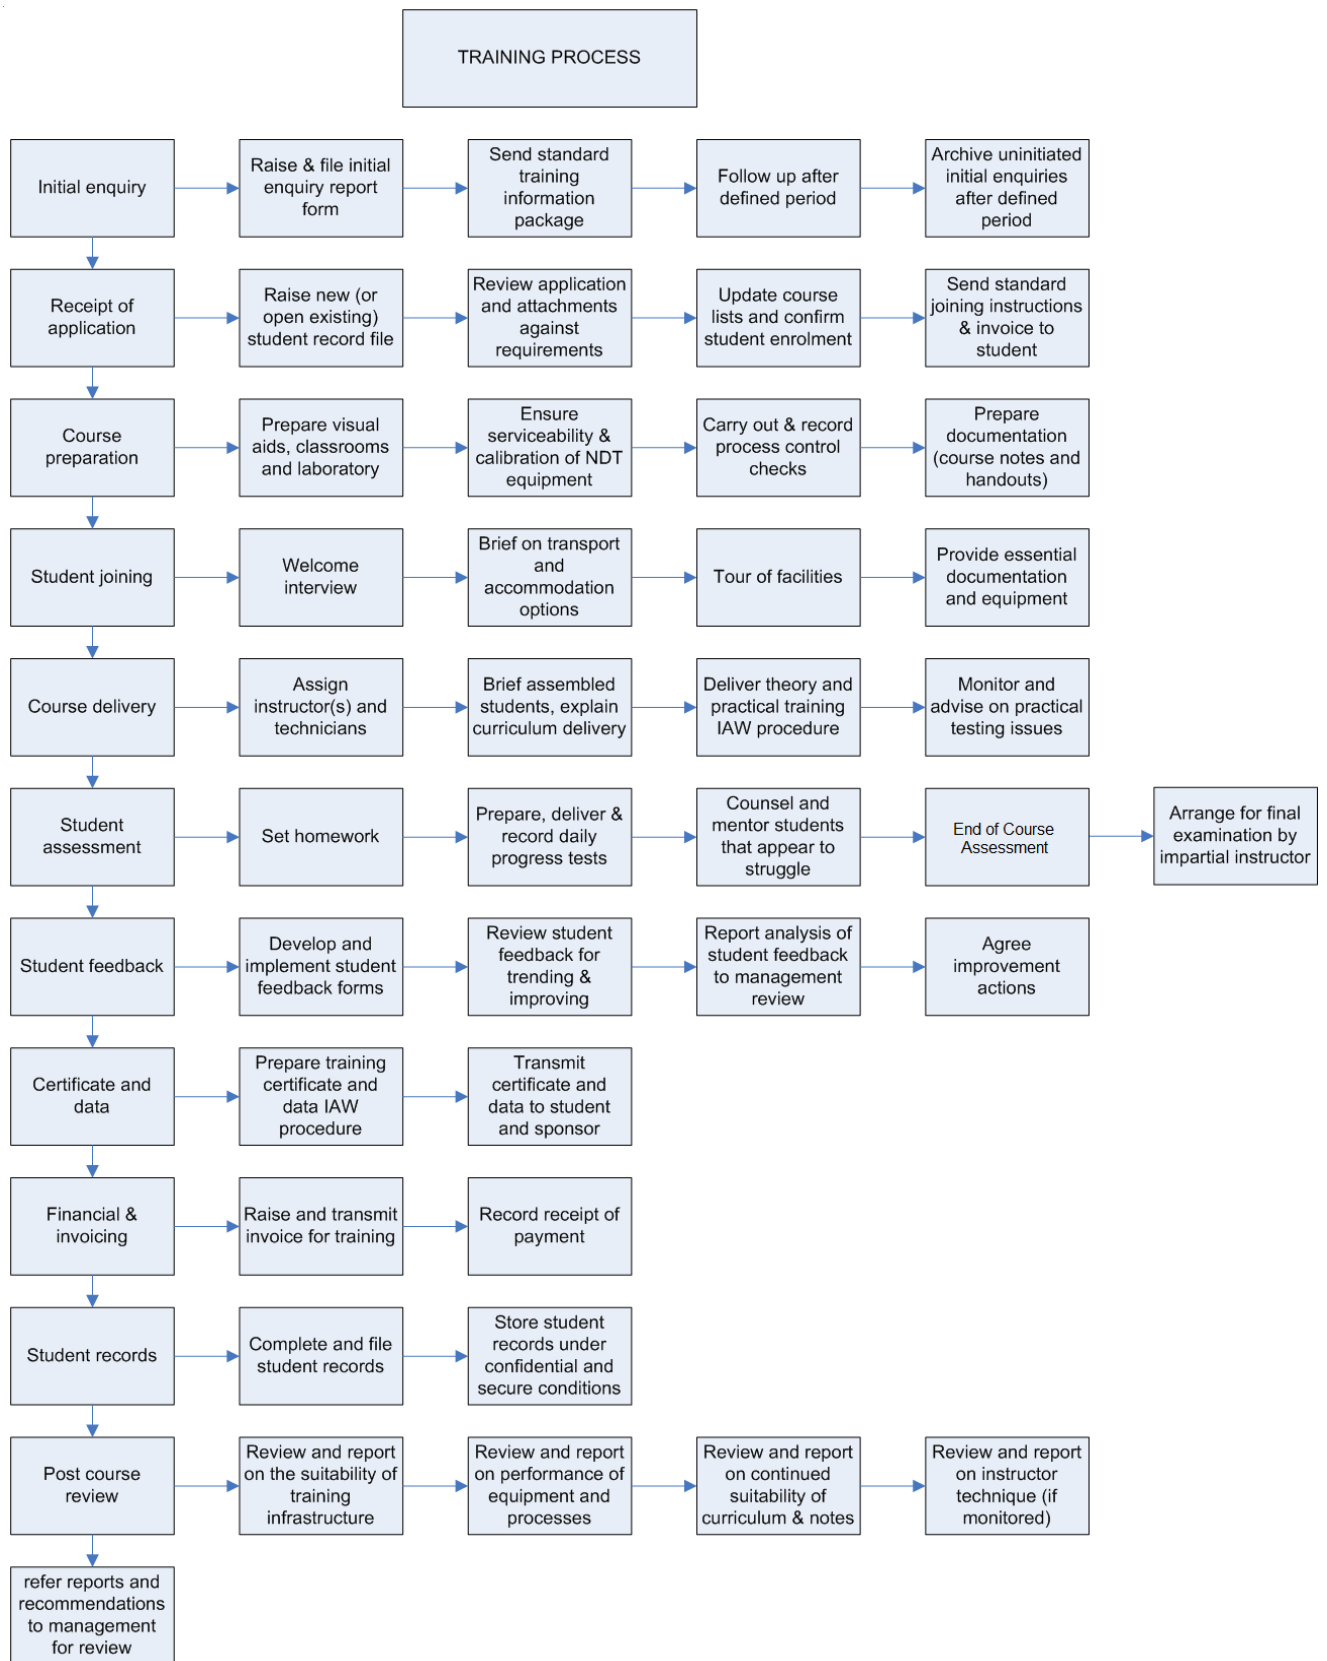 TRAINING PROCESS
Initial enquiry
Raise & file initial
enquiry report
form
Send standard
training
information
package
Follow up after
defined period
Archive uninitiated
initial enquiries
after defined
period
Receipt of
application
Raise new (or
open existing)
student record file
Review application
and attachments
against
requirements
Update course
lists and confirm
student enrolment
Send standard
joining instructions
& invoice to
student
Course
preparation
Prepare visual
aids, classrooms
and laboratory
Ensure
serviceability &
calibration of NDT
equipment
Carry out & record
process control
checks
Prepare
documentation
(course notes and
handouts)
Student joining
Welcome
interview
Brief on transport
and
accommodation
options
Tour of facilities
Provide essential
documentation
and equipment
Course delivery
Assign
instructor(s) and
technicians
Brief assembled
students, explain
curriculum delivery
Deliver theory and
practical training
IAW procedure
Monitor and
advise on practical
testing issues
Student
assessment
Set homework
Prepare, deliver &
record daily
progress tests
Counsel and
mentor students
that appear to
struggle
End of Course
Assessment
Arrange for final
examination by
impartial instructor
Student feedback
Develop and
implement student
feedback forms
Review student
feedback for
trending &
improving
Report analysis of
student feedback
to management
review
Agree
improvement
actions
Certificate and
data
Prepare training
certificate and
data IAW
procedure
Transmit
certificate and
data to student
and sponsor
Financial &
invoicing
Raise and transmit
invoice for training
Record receipt of
payment
Student records
Complete and file
student records
Store student
records under
confidential and
secure conditions
Post course
review
Review and report
on the suitability of
training
infrastructure
Review and report
on performance of
equipment and
processes
Review and report
on continued
suitability of
curriculum & notes
Review and report
on instructor
technique (if
monitored)
refer reports and
recommendations
to management
for review